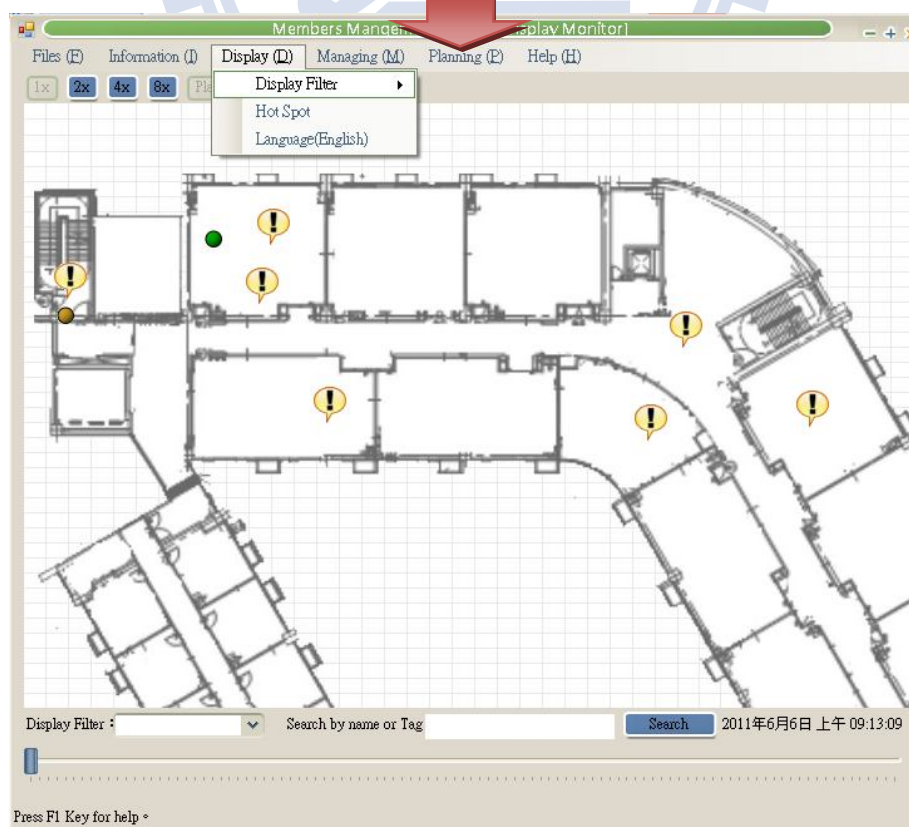 Members Mangem splay Monitor]
Files (F) Information (I) Display (D) Managing (M) Planning (P) Help (H)
1x 2x 4x 8x Pla
Display Filter
Hot Spot
Language(English)
Display Filter : Search by name or Tag Search 2011年6月6日 上午 09:13:09
Press F1 Key for help。